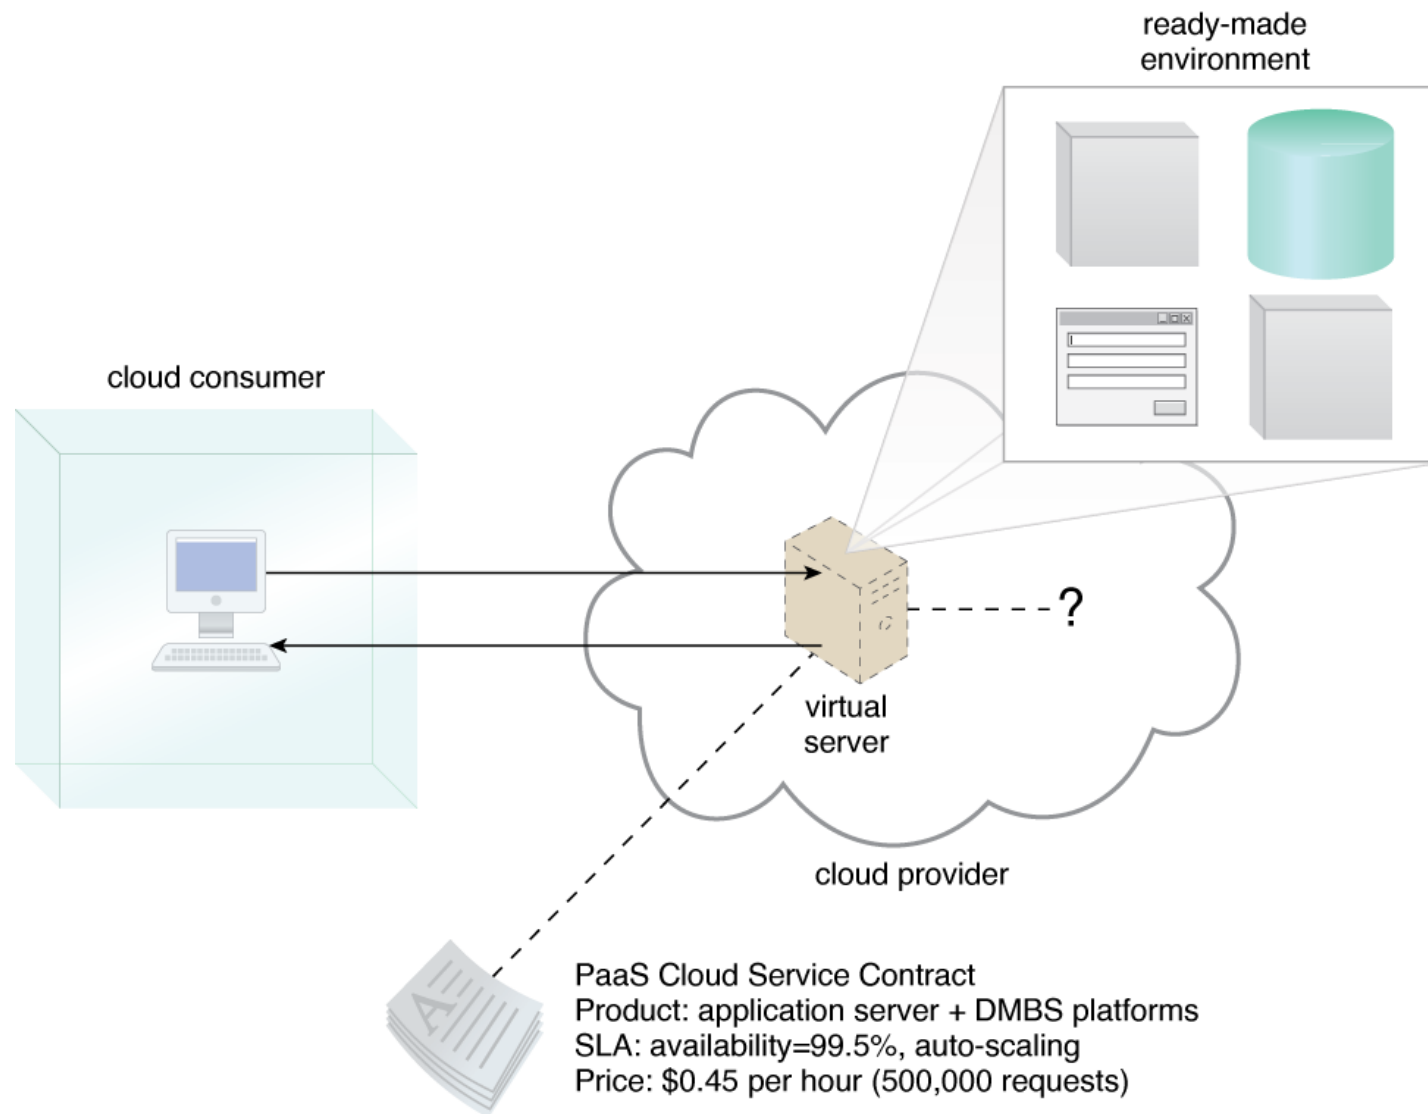 ready-made
environment
cloud consumer
?
virtual
server
cloud provider
A
PaaS Cloud Service Contract
Product: application server + DMBS platforms
SLA: availability=99.5%, auto-scaling
Price: $0.45 per hour (500,000 requests)